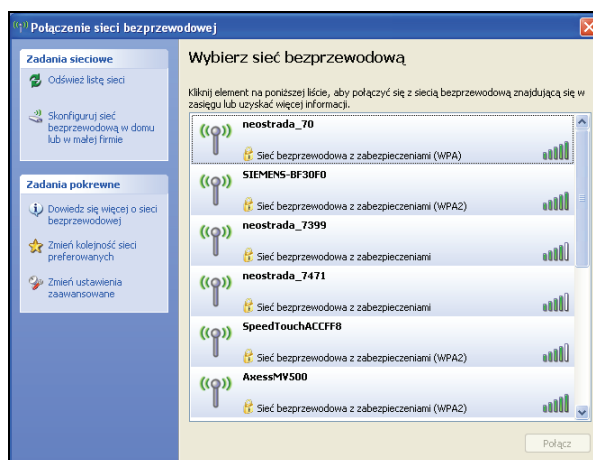 Połączenie sieci bezprzewodowej
Zadania sieciowe
Odśwież listę sieci
Skonfiguruj sieć
bezprzewodową w domu
lub w małej firmie
Zadania pokrewne
Dowiedz się więcej o sieci
bezprzewodowej
Zmień kolejność sieci
preferowanych
Zmień ustawienia
zaawansowane
Wybierz sieć bezprzewodową
Kliknij element na poniższej liście, aby połączyć się z siecią bezprzewodową znajdującą się w
zasięgu lub uzyskać więcej informacji.
neostrada_70
Sieć bezprzewodowa z zabezpieczeniami (WPA)
SIEMENS-BF30F0
Sieć bezprzewodowa z zabezpieczeniami (WPA2)
neostrada_7399
Sieć bezprzewodowa z zabezpieczeniami
neostrada_7471
Sieć bezprzewodowa z zabezpieczeniami
SpeedTouchACCFF8
Sieć bezprzewodowa z zabezpieczeniami (WPA2)
AxessMV500
Sieć bezprzewodowa z zabezpieczeniami (WPA2)
Połącz